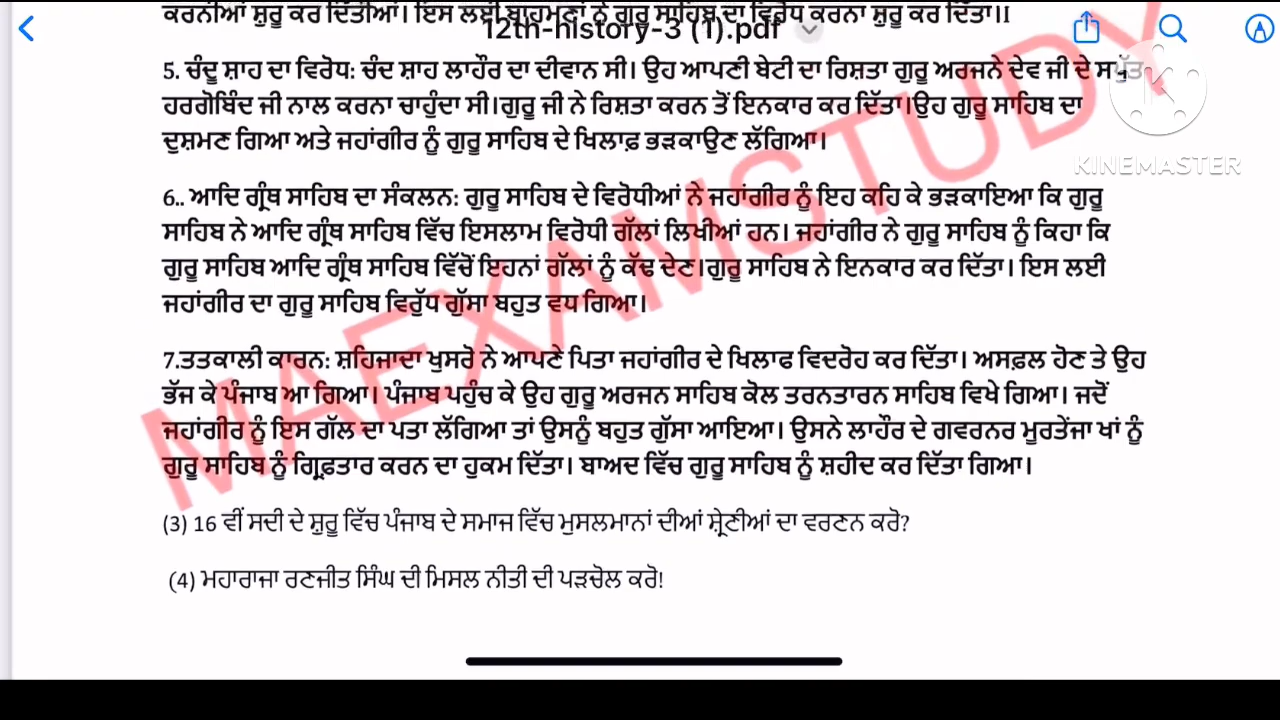 ਕਰਨੀਆਂ ਸ਼ੁਰੂ ਕਰ ਦਿੱਤੀਆਂ। ਇਸ ਲਈ ਬ੍ਰਾਹਮਣਾਂ ਨੇ ਗੁਰੂ ਸਾਹਿਬ ਦਾ ਵਿਰੋਧ ਕਰਨਾ ਸ਼ੁਰੂ ਕਰ ਦਿੱਤਾ।I
12th-history-3 (1).pdf
5. ਚੰਦੂ ਸ਼ਾਹ ਦਾ ਵਿਰੋਧ: ਚੰਦ ਸ਼ਾਹ ਲਾਹੌਰ ਦਾ ਦੀਵਾਨ ਸੀ। ਉਹ ਆਪਣੀ ਬੇਟੀ ਦਾ ਰਿਸ਼ਤਾ ਗੁਰੂ ਅਰਜਨੇ ਦੇਵ ਜੀ ਦੇ ਸਪੁੱਤ
ਹਰਗੋਬਿੰਦ ਜੀ ਨਾਲ ਕਰਨਾ ਚਾਹੁੰਦਾ ਸੀ।ਗੁਰੂ ਜੀ ਨੇ ਰਿਸ਼ਤਾ ਕਰਨ ਤੋਂ ਇਨਕਾਰ ਕਰ ਦਿੱਤਾ।ਉਹ ਗੁਰੂ ਸਾਹਿਬ ਦਾ
ਦੁਸ਼ਮਣ ਗਿਆ ਅਤੇ ਜਹਾਂਗੀਰ ਨੂੰ ਗੁਰੂ ਸਾਹਿਬ ਦੇ ਖਿਲਾਫ਼ ਭੜਕਾਉਣ ਲੱਗਿਆ।
KINEMASTER
6.. ਆਦਿ ਗ੍ਰੰਥ ਸਾਹਿਬ ਦਾ ਸੰਕਲਨ: ਗੁਰੂ ਸਾਹਿਬ ਦੇ ਵਿਰੋਧੀਆਂ ਨੇ ਜਹਾਂਗੀਰ ਨੂੰ ਇਹ ਕਹਿ ਕੇ ਭੜਕਾਇਆ ਕਿ ਗੁਰੂ
ਸਾਹਿਬ ਨੇ ਆਦਿ ਗ੍ਰੰਥ ਸਾਹਿਬ ਵਿੱਚ ਇਸਲਾਮ ਵਿਰੋਧੀ ਗੱਲਾਂ ਲਿਖੀਆਂ ਹਨ। ਜਹਾਂਗੀਰ ਨੇ ਗੁਰੂ ਸਾਹਿਬ ਨੂੰ ਕਿਹਾ ਕਿ
ਗੁਰੂ ਸਾਹਿਬ ਆਦਿ ਗ੍ਰੰਥ ਸਾਹਿਬ ਵਿੱਚੋਂ ਇਹਨਾਂ ਗੱਲਾਂ ਨੂੰ ਕੱਢ ਦੇਣ।ਗੁਰੂ ਸਾਹਿਬ ਨੇ ਇਨਕਾਰ ਕਰ ਦਿੱਤਾ। ਇਸ ਲਈ
ਜਹਾਂਗੀਰ ਦਾ ਗੁਰੂ ਸਾਹਿਬ ਵਿਰੁੱਧ ਗੁੱਸਾ ਬਹੁਤ ਵਧ ਗਿਆ।
MAEXAMSTUDY
7.ਤਤਕਾਲੀ ਕਾਰਨ: ਸ਼ਹਿਜਾਦਾ ਖੁਸਰੋ ਨੇ ਆਪਣੇ ਪਿਤਾ ਜਹਾਂਗੀਰ ਦੇ ਖਿਲਾਫ ਵਿਦਰੋਹ ਕਰ ਦਿੱਤਾ। ਅਸਫ਼ਲ ਹੋਣ ਤੇ ਉਹ
ਭੱਜ ਕੇ ਪੰਜਾਬ ਆ ਗਿਆ। ਪੰਜਾਬ ਪਹੁੰਚ ਕੇ ਉਹ ਗੁਰੂ ਅਰਜਨ ਸਾਹਿਬ ਕੋਲ ਤਰਨਤਾਰਨ ਸਾਹਿਬ ਵਿਖੇ ਗਿਆ। ਜਦੋਂ
ਜਹਾਂਗੀਰ ਨੂੰ ਇਸ ਗੱਲ ਦਾ ਪਤਾ ਲੱਗਿਆ ਤਾਂ ਉਸਨੂੰ ਬਹੁਤ ਗੁੱਸਾ ਆਇਆ। ਉਸਨੇ ਲਾਹੌਰ ਦੇ ਗਵਰਨਰ ਮੂਰਤੇਂਜਾ ਖਾਂ ਨੂੰ
ਗੁਰੂ ਸਾਹਿਬ ਨੂੰ ਗ੍ਰਿਫ਼ਤਾਰ ਕਰਨ ਦਾ ਹੁਕਮ ਦਿੱਤਾ। ਬਾਅਦ ਵਿੱਚ ਗੁਰੂ ਸਾਹਿਬ ਨੂੰ ਸ਼ਹੀਦ ਕਰ ਦਿੱਤਾ ਗਿਆ।
(3) 16 ਵੀਂ ਸਦੀ ਦੇ ਸ਼ੁਰੂ ਵਿੱਚ ਪੰਜਾਬ ਦੇ ਸਮਾਜ ਵਿੱਚ ਮੁਸਲਮਾਨਾਂ ਦੀਆਂ ਸ਼੍ਰੇਣੀਆਂ ਦਾ ਵਰਣਨ ਕਰੋ?
(4) ਮਹਾਰਾਜਾ ਰਣਜੀਤ ਸਿੰਘ ਦੀ ਮਿਸਲ ਨੀਤੀ ਦੀ ਪੜਚੋਲ ਕਰੋ!